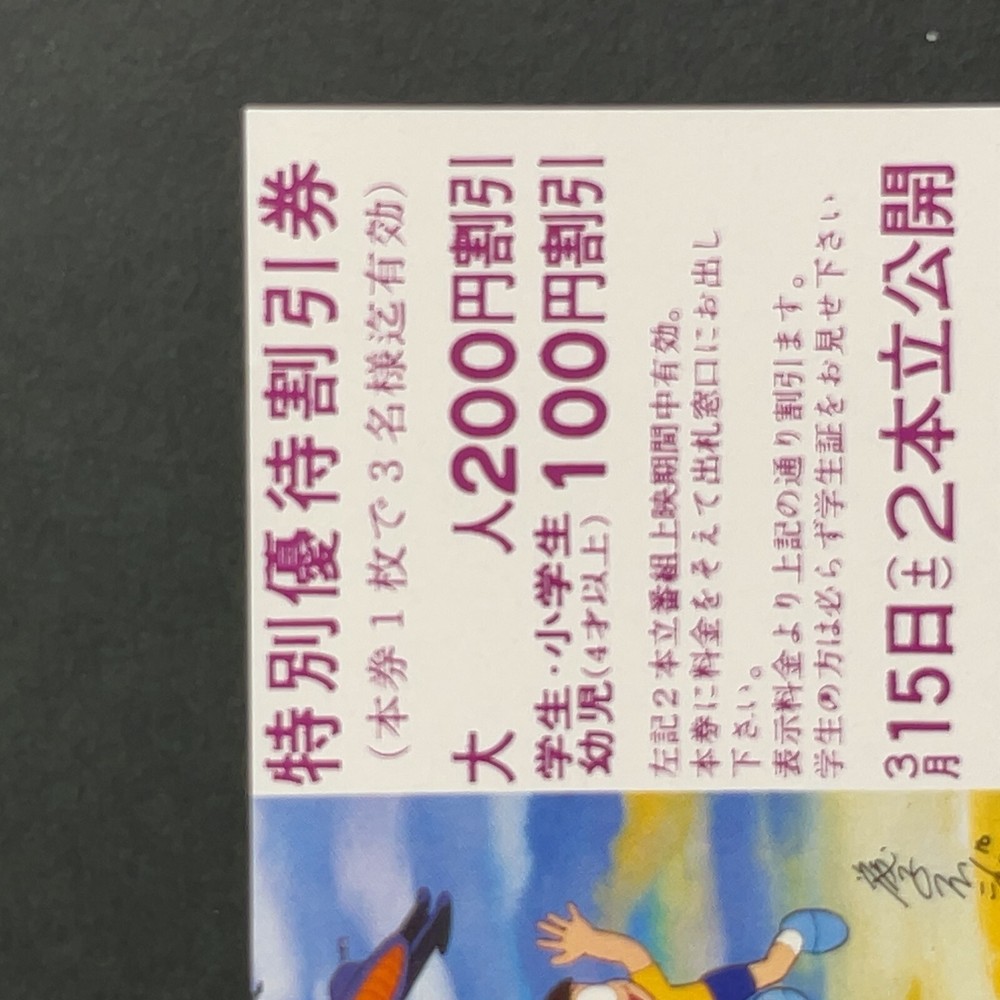 特別優待割引券
(本券1枚で3名様迄有効)
大人200円割引
学生・小学生
幼児(4才以上)
100円割引
左記2本立番組上映期間中有効。
本券に料金をそえて出札窓口にお出し
下さい。
表示料金より上記の通り割引ます。
学生の方は必らず学生証をお見せ下さい
3月15日(土)2本立公開